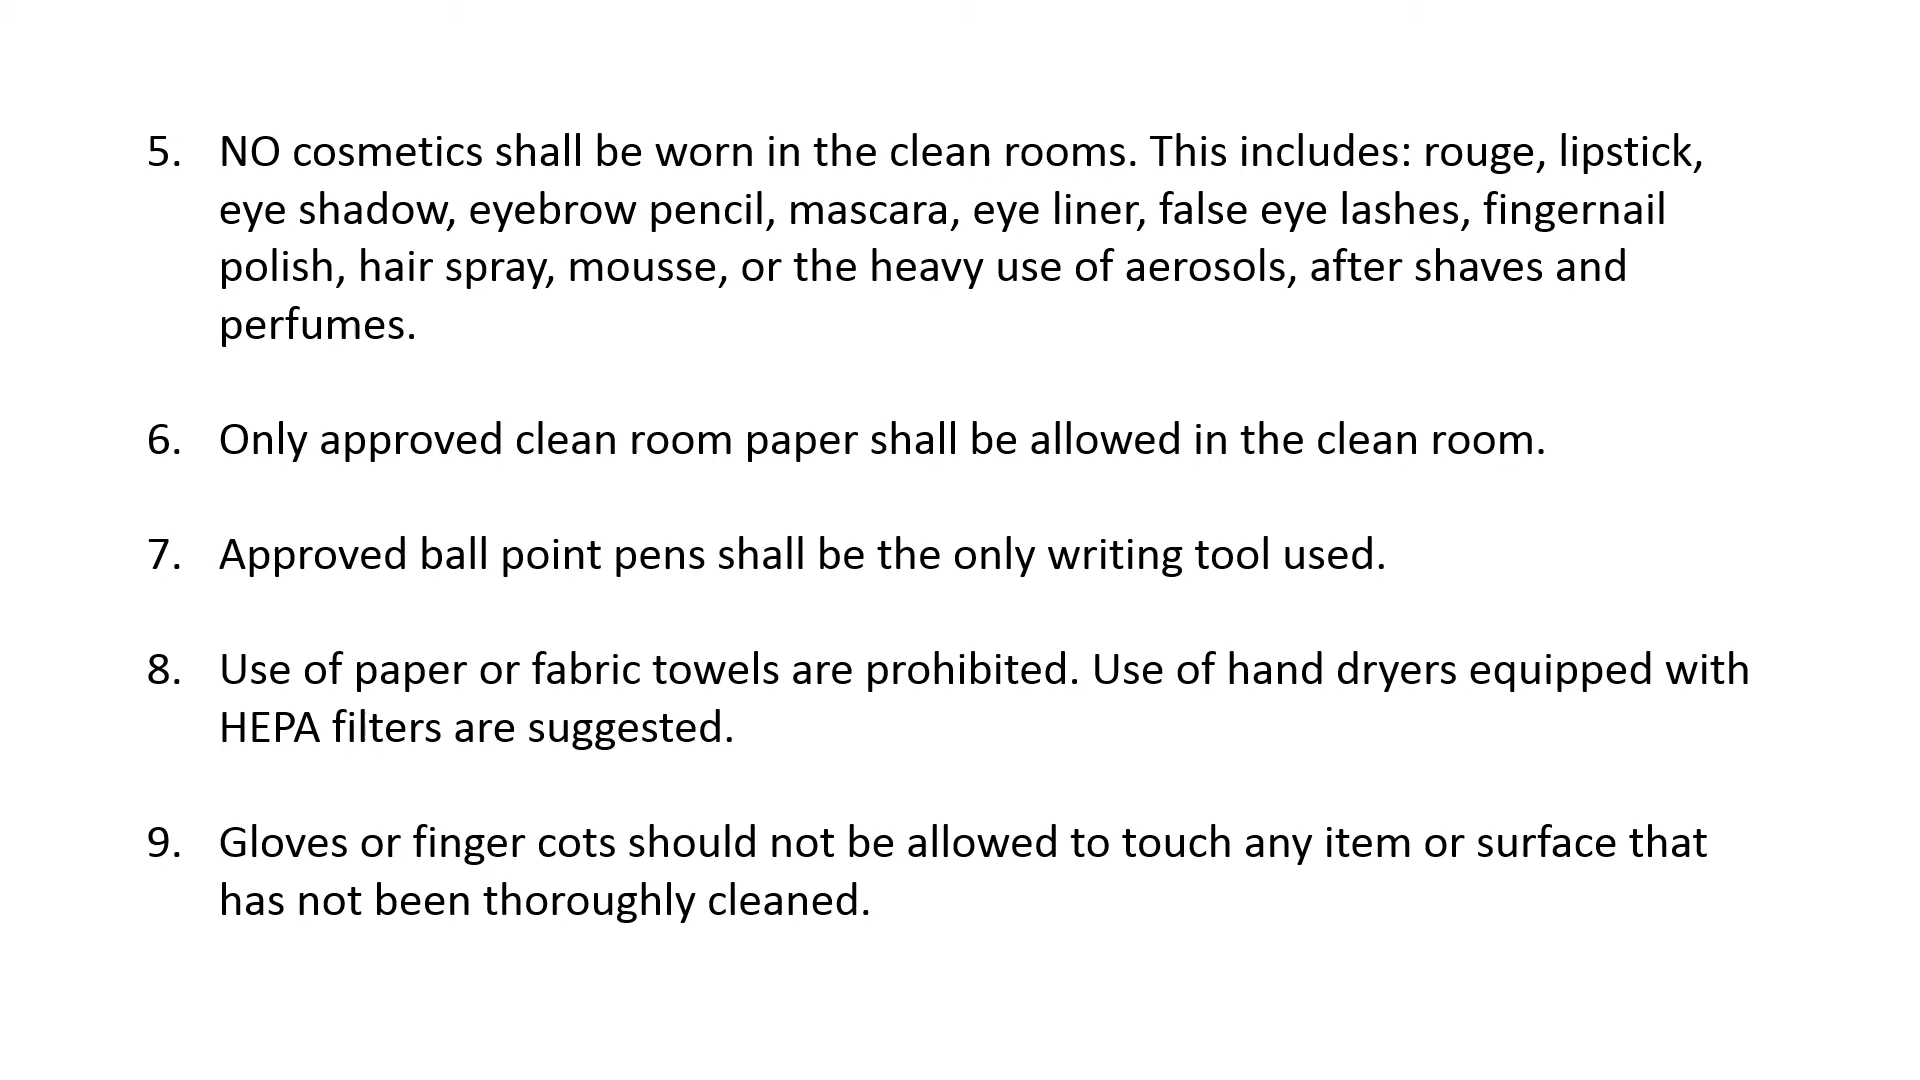 5. NO cosmetics shall be worn in the clean rooms. This includes: rouge, lipstick,
eye shadow, eyebrow pencil, mascara, eye liner, false eye lashes, fingernail
polish, hair spray, mousse, or the heavy use of aerosols, after shaves and
perfumes.
6. Only approved clean room paper shall be allowed in the clean room.
7. Approved ball point pens shall be the only writing tool used.
8. Use of paper or fabric towels are prohibited. Use of hand dryers equipped with
HEPA filters are suggested.
9. Gloves or finger cots should not be allowed to touch any item or surface that
has not been thoroughly cleaned.